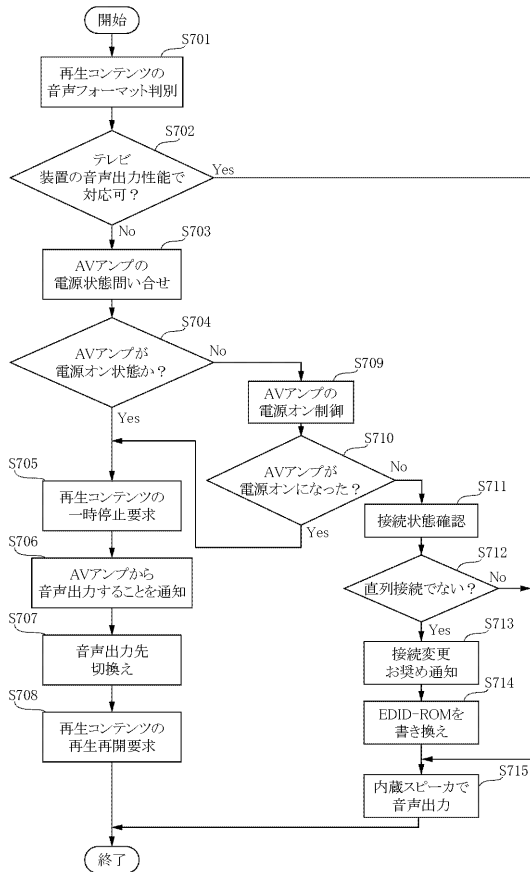 開始
S701
再生コンテンツの
音声フォーマット判別
S702
テレビ
装置の音声出力性能で
対応可？
Yes
No
S703
AVアンプの
電源状態問い合せ
S704
AVアンプが
電源オン状態か？
No
Yes
S709
AVアンプの
電源オン制御
S710
AVアンプが
電源オンになった？
No
Yes
S705
再生コンテンツの
一時停止要求
S706
AVアンプから
音声出力することを通知
S707
音声出力先
切換え
S708
再生コンテンツの
再生再開要求
S711
接続状態確認
S712
直列接続でない？
No
Yes
S713
接続変更
お奨め通知
S714
EDID-ROMを
書き換え
S715
内蔵スピーカで
音声出力
終了